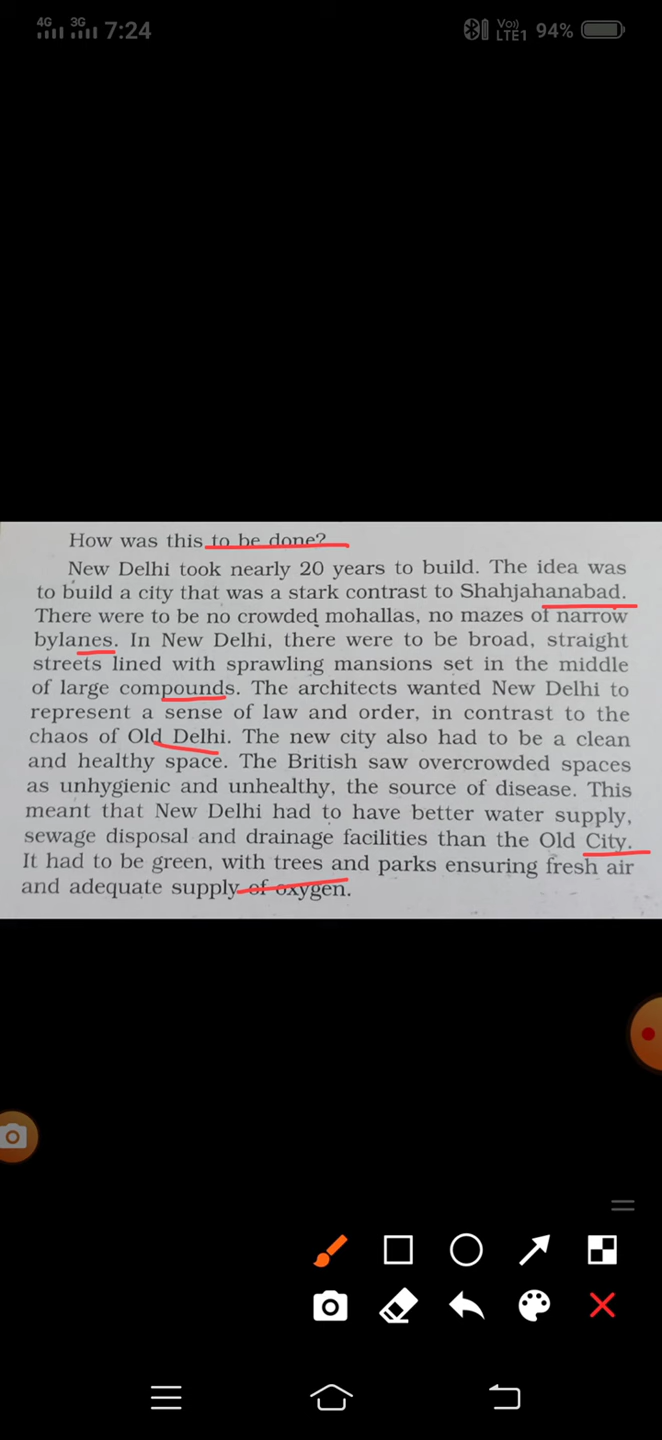 4G 3G 7:24 Vo)) LTE1 94%
How was this to be done?
New Delhi took nearly 20 years to build. The idea was
to build a city that was a stark contrast to Shahjahanabad.
There were to be no crowded mohallas, no mazes of narrow
bylanes. In New Delhi, there were to be broad, straight
streets lined with sprawling mansions set in the middle
of large compounds. The architects wanted New Delhi to
represent a sense of law and order, in contrast to the
chaos of Old Delhi. The new city also had to be a clean
and healthy space. The British saw overcrowded spaces
as unhygienic and unhealthy, the source of disease. This
meant that New Delhi had to have better water supply,
sewage disposal and drainage facilities than the Old City.
It had to be green, with trees and parks ensuring fresh air
and adequate supply of oxygen.